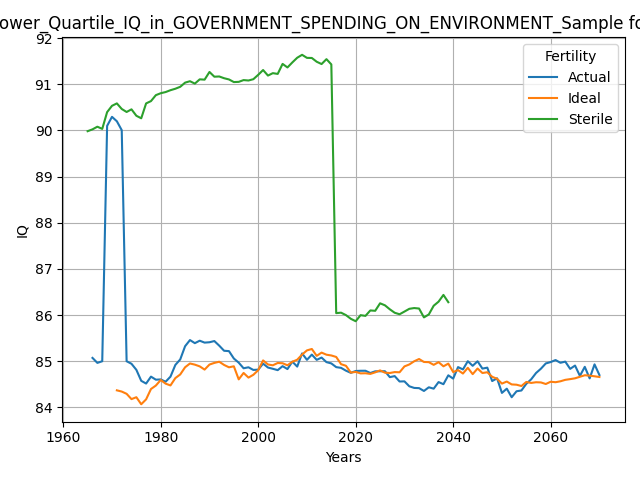 ower_Quartile_IQ_in_GOVERNMENT_SPENDING_ON_ENVIRONMENT_Sample fo
92
91
90
89
88
87
86
85
84
IQ
Fertility
Actual
Ideal
Sterile
1960
1980
2000
2020
2040
2060
Years